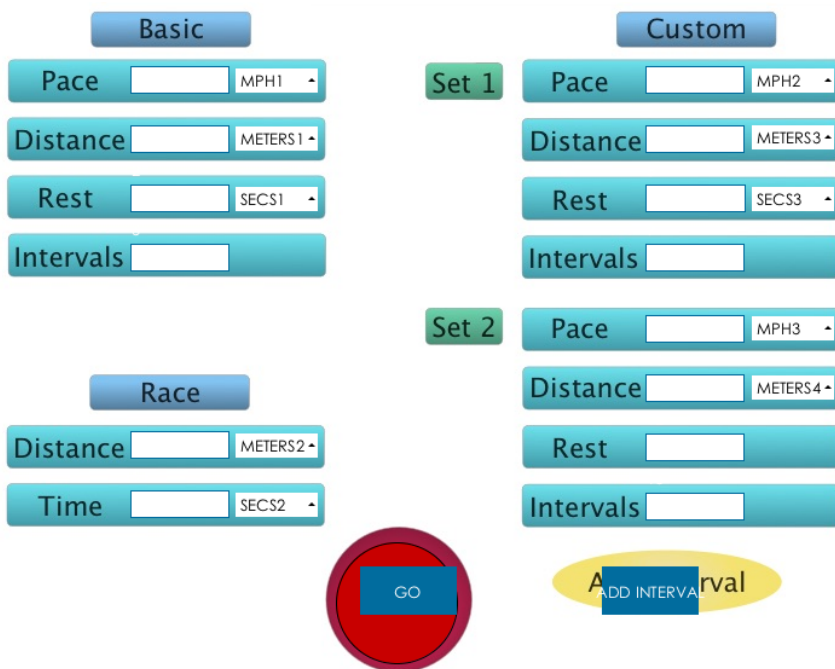 Basic
Pace MPH1
Distance METERS1
Rest SECS1
Intervals
Race
Distance METERS2
Time SECS2
GO
Custom
Set 1
Pace MPH2
Distance METERS3
Rest SECS3
Intervals
Set 2
Pace MPH3
Distance METERS4
Rest
Intervals
ADD INTERVAL
A rval